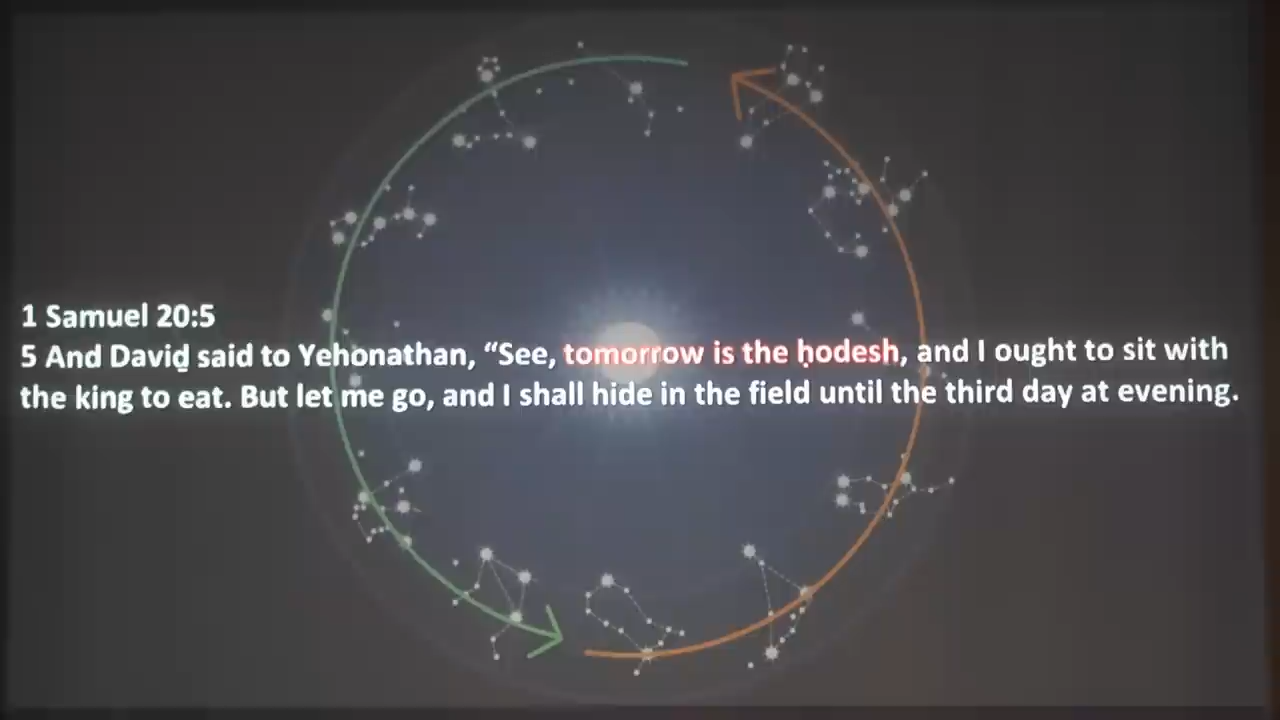 1 Samuel 20:5
5 And Daviḏ said to Yehonathan, “See, tomorrow is the ḥodesh, and I ought to sit with
the king to eat. But let me go, and I shall hide in the field until the third day at evening.